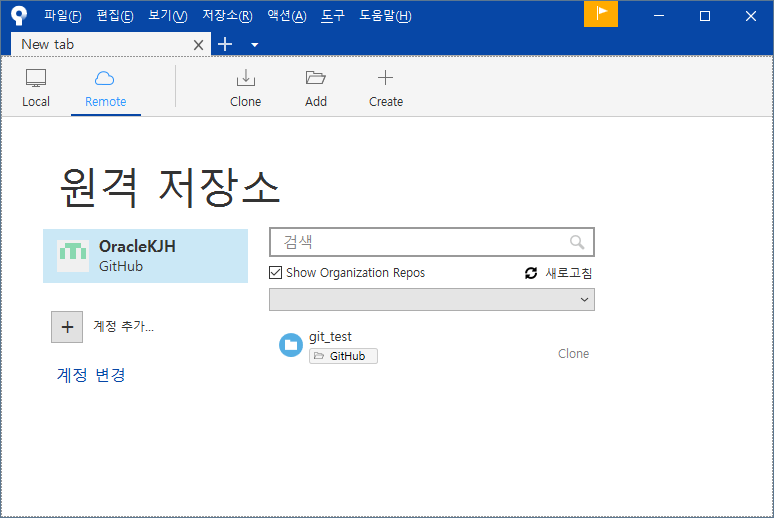 파일(F) 편집(E) 보기(V) 저장소(R) 액션(A) 도구 도움말(H)
New tab
Local Remote Clone Add Create
원격 저장소
OracleKJH
GitHub
계정 추가...
계정 변경
검색
Show Organization Repos 새로고침
git_test
GitHub
Clone